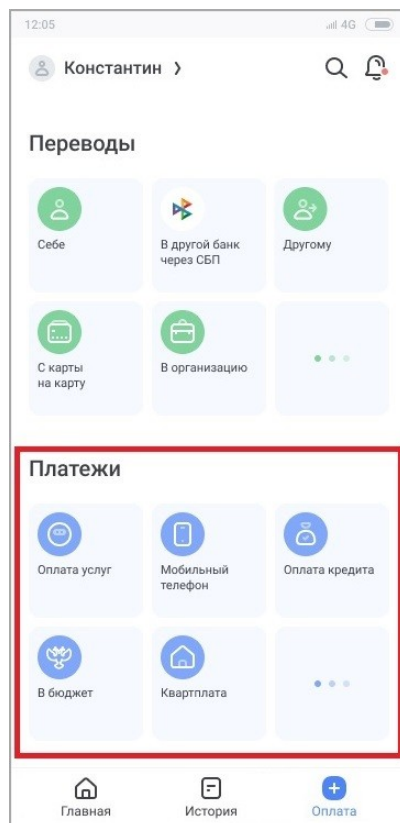 12:05
4G
Константин
Переводы
Себе
В другой банк
через СБП
Другому
С карты
на карту
В организацию
Платежи
Оплата услуг
Мобильный
телефон
Оплата кредита
В бюджет
Квартплата
Главная
История
Оплата